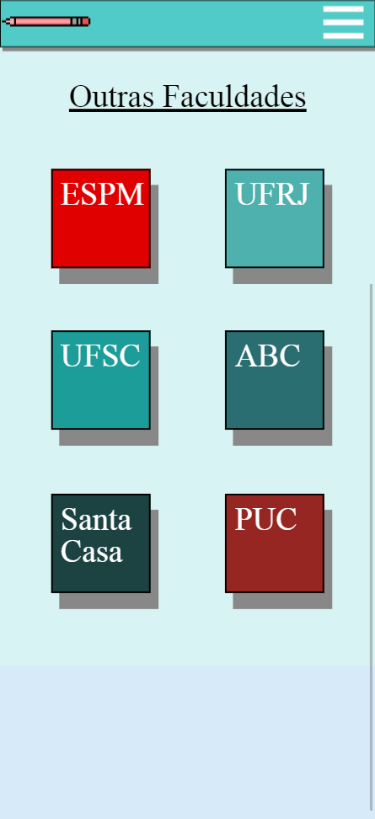 Outras Faculdades
ESPM
UFRJ
UFSC
ABC
Santa
Casa
PUC